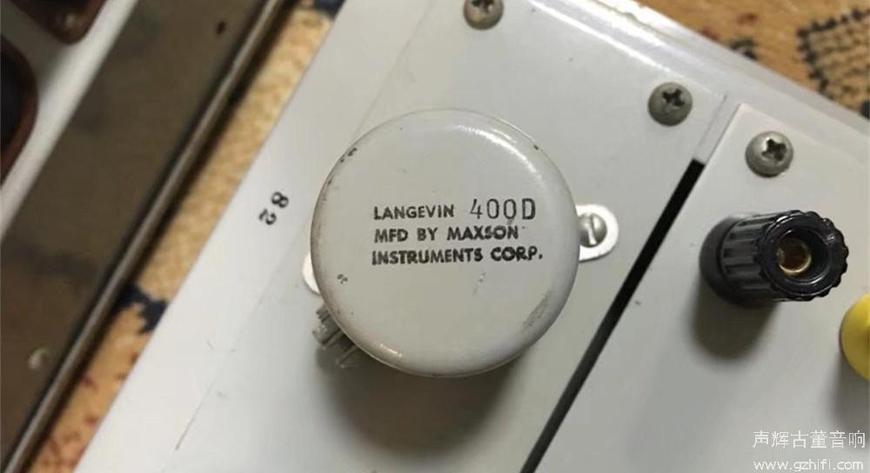 LANGEVIN 400D
MFD BY MAXSON
INSTRUMENTS CORP.
82
声辉古董音响
www.gzhifi.com